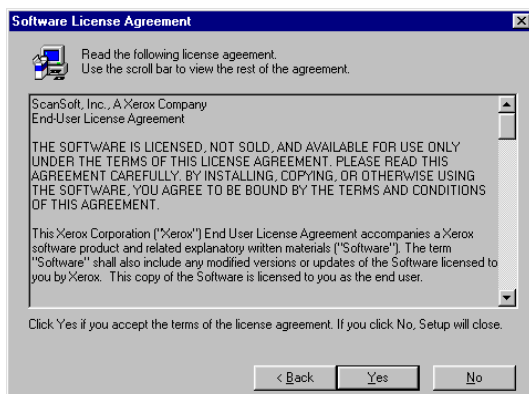 Software License Agreement
Read the following license ageement.
Use the scroll bar to view the rest of the agreement.
ScanSoft, Inc., A Xerox Company
End-User License Agreement
THE SOFTWARE IS LICENSED, NOT SOLD, AND AVAILABLE FOR USE ONLY
UNDER THE TERMS OF THIS LICENSE AGREEMENT. PLEASE READ THIS
AGREEMENT CAREFULLY. BY INSTALLING, COPYING, OR OTHERWISE USING
THE SOFTWARE, YOU AGREE TO BE BOUND BY THE TERMS AND CONDITIONS
OF THIS AGREEMENT.
This Xerox Corporation ("Xerox") End User License Agreement accompanies a Xerox
software product and related explanatory written materials ("Software"). The term
"Software" shall also include any modified versions or updates of the Software licensed to
you by Xerox. This copy of the Software is licensed to you as the end user.
Click Yes if you accept the terms of the license agreement. If you click No, Setup will close.
< Back Yes No